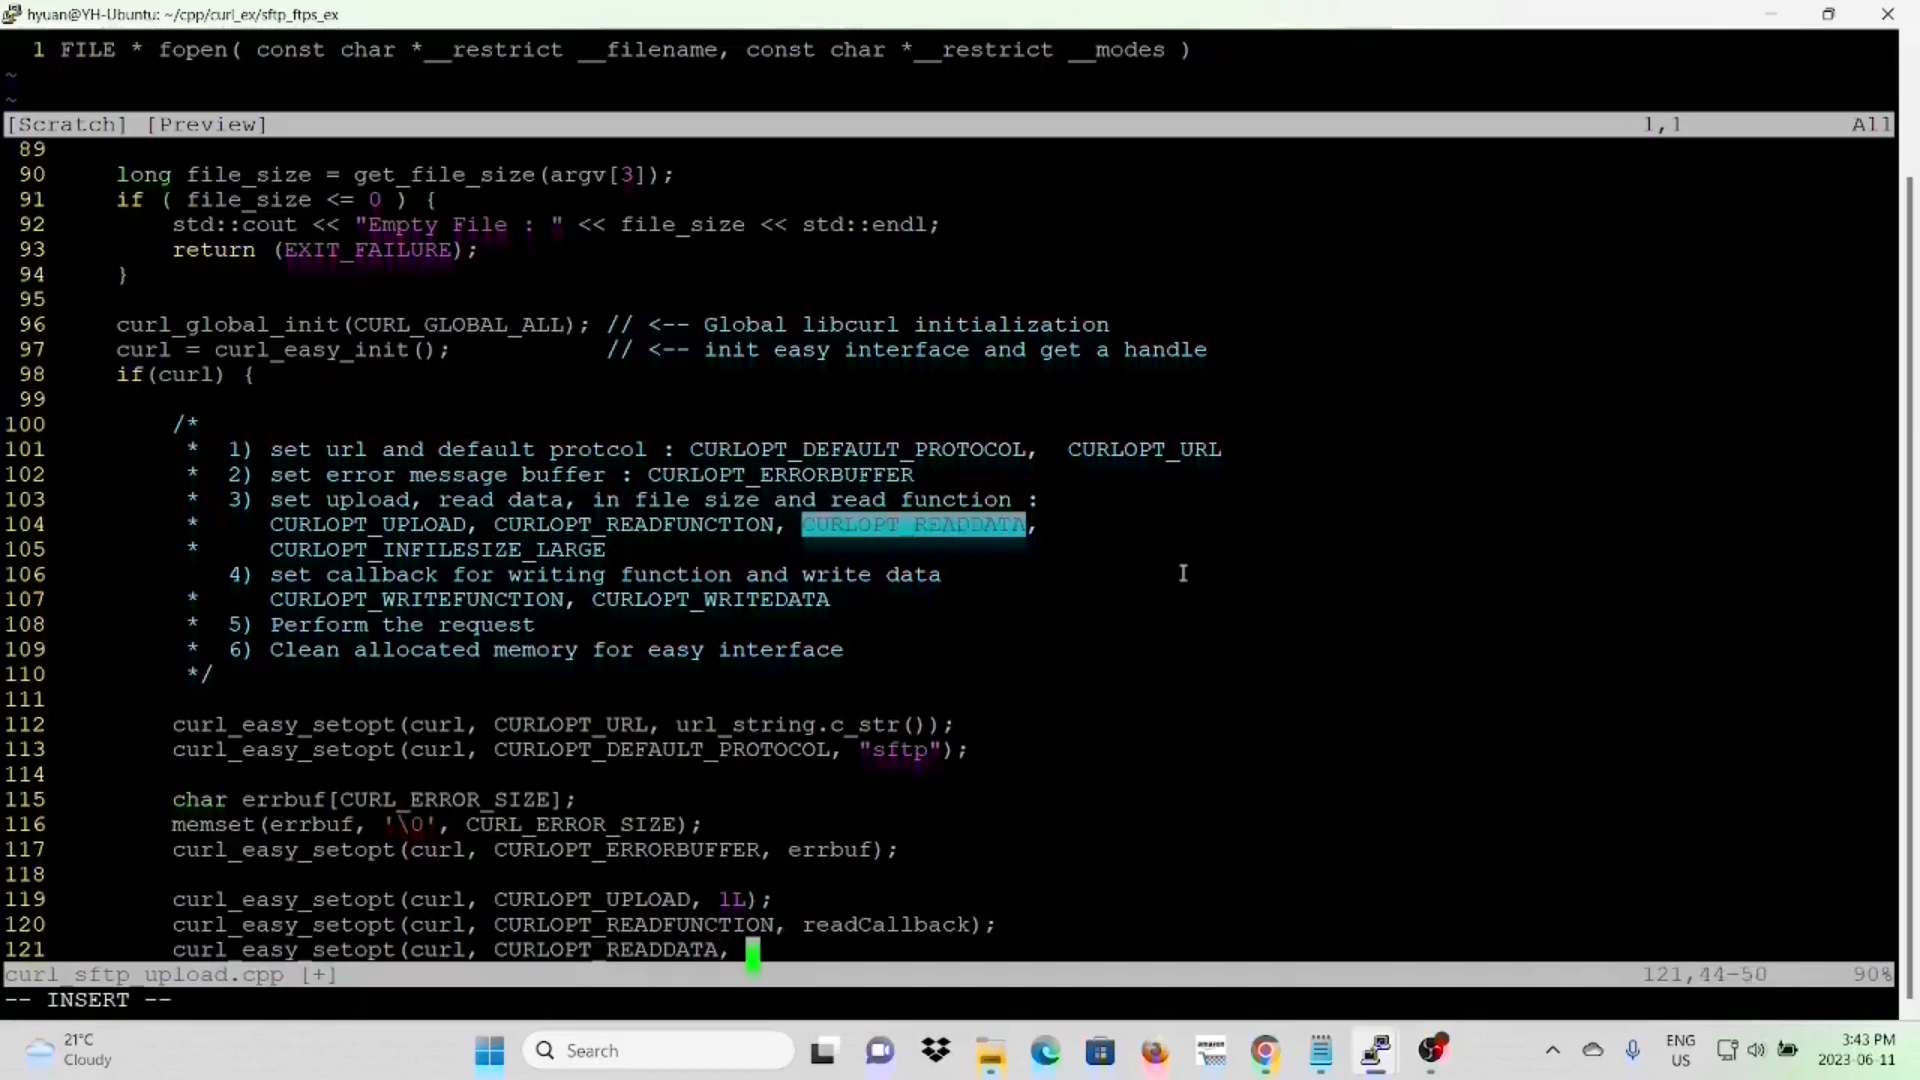 hyuan@YH-Ubuntu: ~/cpp/curl_ex/sftp_ftps_ex
1 FILE * fopen( const char *__restrict __filename, const char *__restrict __modes )
~
~
[Scratch] [Preview] 1,1 All
89
90 long file_size = get_file_size(argv[3]);
91 if ( file_size <= 0 ) {
92 std::cout << "Empty File : " << file_size << std::endl;
93 return (EXIT_FAILURE);
94 }
95
96 curl_global_init(CURL_GLOBAL_ALL); // <-- Global libcurl initialization
97 curl = curl_easy_init(); // <-- init easy interface and get a handle
98 if(curl) {
99
100 /*
101 * 1) set url and default protcol : CURLOPT_DEFAULT_PROTOCOL, CURLOPT_URL
102 * 2) set error message buffer : CURLOPT_ERRORBUFFER
103 * 3) set upload, read data, in file size and read function :
104 * CURLOPT_UPLOAD, CURLOPT_READFUNCTION, CURLOPT_READDATA,
105 * CURLOPT_INFILESIZE_LARGE
106 4) set callback for writing function and write data
107 * CURLOPT_WRITEFUNCTION, CURLOPT_WRITEDATA
108 * 5) Perform the request
109 * 6) Clean allocated memory for easy interface
110 */
111
112 curl_easy_setopt(curl, CURLOPT_URL, url_string.c_str());
113 curl_easy_setopt(curl, CURLOPT_DEFAULT_PROTOCOL, "sftp");
114
115 char errbuf[CURL_ERROR_SIZE];
116 memset(errbuf, '\0', CURL_ERROR_SIZE);
117 curl_easy_setopt(curl, CURLOPT_ERRORBUFFER, errbuf);
118
119 curl_easy_setopt(curl, CURLOPT_UPLOAD, 1L);
120 curl_easy_setopt(curl, CURLOPT_READFUNCTION, readCallback);
121 curl_easy_setopt(curl, CURLOPT_READDATA,
curl_sftp_upload.cpp [+] 121,44-50 90%
-- INSERT --
21°C
Cloudy
Search
amazon
ENG
US
3:43 PM
2023-06-11